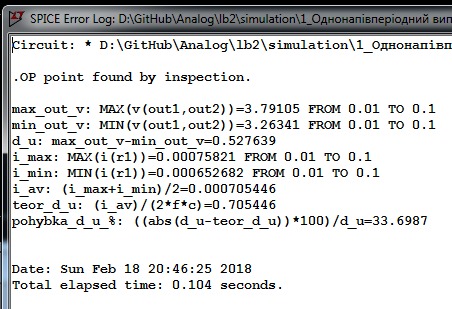 SPICE Error Log: D:\GitHub\Analog\lb2\simulation\1_Однонапівперіодний вип
Circuit: * D:\GitHub\Analog\lb2\simulation\1_Однонапівп
.OP point found by inspection.
max_out_v: MAX(v(out1,out2))=3.79105 FROM 0.01 TO 0.1
min_out_v: MIN(v(out1,out2))=3.26341 FROM 0.01 TO 0.1
d_u: max_out_v-min_out_v=0.527639
i_max: MAX(i(r1))=0.00075821 FROM 0.01 TO 0.1
i_min: MIN(i(r1))=0.000652682 FROM 0.01 TO 0.1
i_av: (i_max+i_min)/2=0.000705446
teor_d_u: (i_av)/(2*f*c)=0.705446
pohybka_d_u_%: ((abs(d_u-teor_d_u))*100)/d_u=33.6987
Date: Sun Feb 18 20:46:25 2018
Total elapsed time: 0.104 seconds.